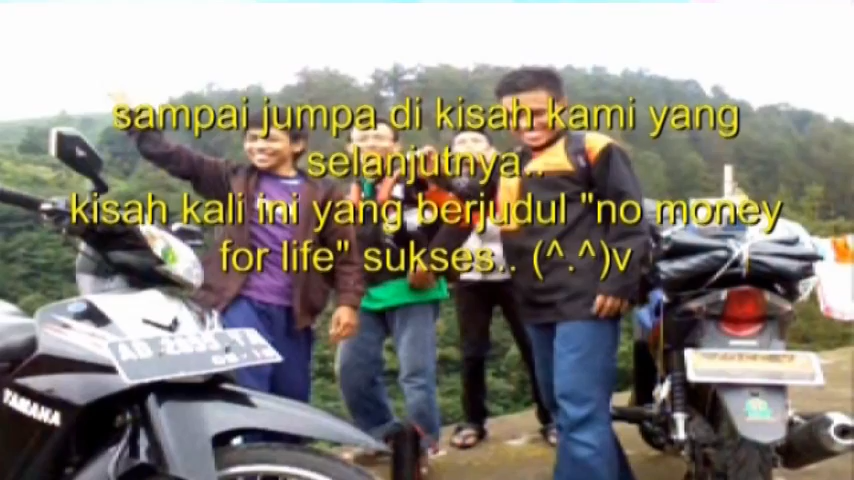 sampai jumpa di kisah kami yang
selanjutnya..
kisah kali ini yang berjudul "no money
for life" sukses.. (^.^)v
YAMAHA